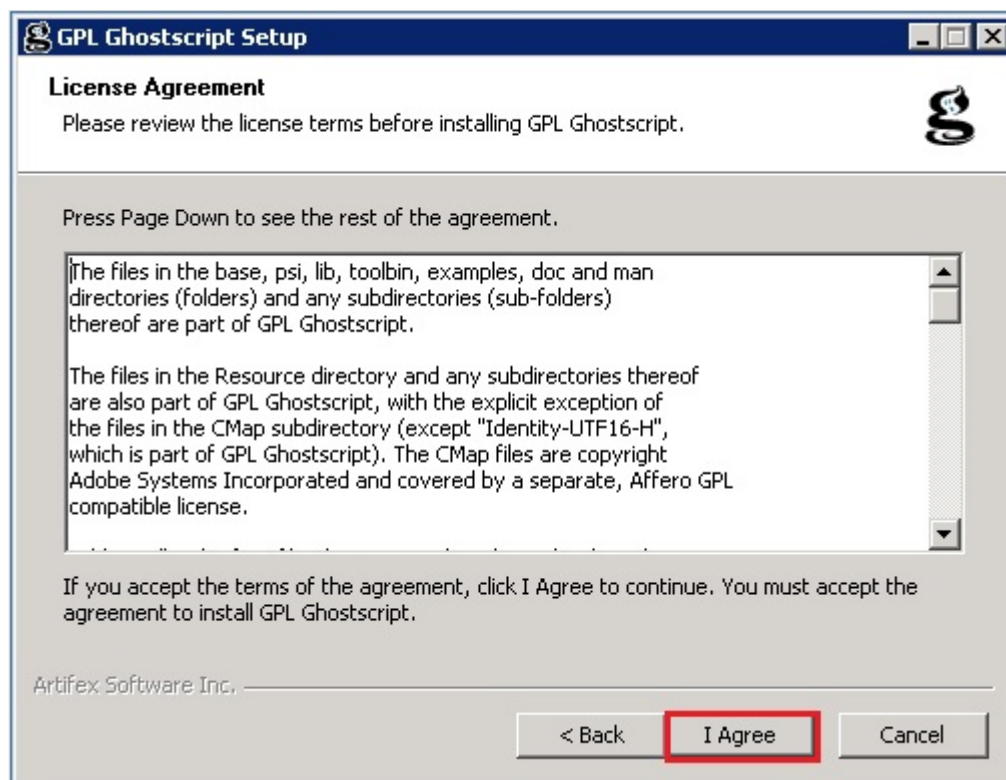 GPL Ghostscript Setup
License Agreement
Please review the license terms before installing GPL Ghostscript.
Press Page Down to see the rest of the agreement.
The files in the base, psi, lib, toolbin, examples, doc and man
directories (folders) and any subdirectories (sub-folders)
thereof are part of GPL Ghostscript.
The files in the Resource directory and any subdirectories thereof
are also part of GPL Ghostscript, with the explicit exception of
the files in the CMap subdirectory (except "Identity-UTF16-H",
which is part of GPL Ghostscript). The CMap files are copyright
Adobe Systems Incorporated and covered by a separate, Affero GPL
compatible license.
If you accept the terms of the agreement, click I Agree to continue. You must accept the
agreement to install GPL Ghostscript.
Artifex Software Inc.
< Back I Agree Cancel